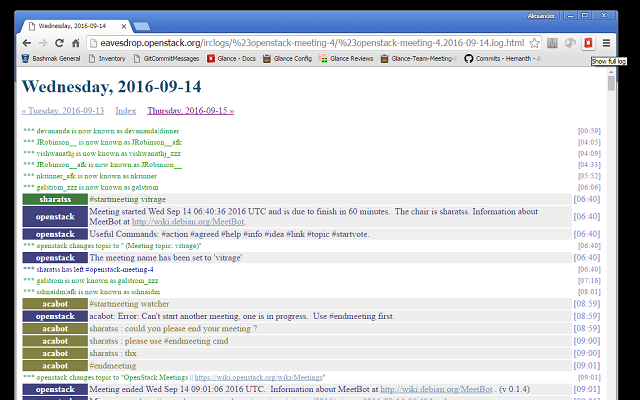 Alexander
Wednesday, 2016-09-14
eavesdrop.openstack.org/irclogs/%23openstack-meeting-4/%23openstack-meeting-4.2016-09-14.log.html
Bashmak General Inventory GitCommitMessages Glance - Docs Glance Config Glance Reviews Glance-Team-Meeting-A Commits - Hemanth - A
Show full log
Wednesday, 2016-09-14
« Tuesday, 2016-09-13 Index Thursday, 2016-09-15 »
*** devananda is now known as devananda|dinner [00:59]
*** JRobinson__ is now known as JRobinson__afk [04:05]
*** vishwanathj is now known as vishwanathj_zzz [04:09]
*** JRobinson__afk is now known as JRobinson__ [04:33]
*** nkrinner_afk is now known as nkrinner [05:52]
*** galstrom_zzz is now known as galstrom [06:06]
sharatss #startmeeting vitrage [06:40]
openstack Meeting started Wed Sep 14 06:40:36 2016 UTC and is due to finish in 60 minutes. The chair is sharatss. Information about
MeetBot at http://wiki.debian.org/MeetBot. [06:40]
openstack Useful Commands: #action #agreed #help #info #idea #link #topic #startvote. [06:40]
*** openstack changes topic to " (Meeting topic: vitrage)" [06:40]
openstack The meeting name has been set to 'vitrage' [06:40]
*** sharatss has left #openstack-meeting-4 [06:40]
*** galstrom is now known as galstrom_zzz [07:16]
*** sshnaidm|afk is now known as sshnaidm [08:01]
acabot #startmeeting watcher [08:59]
openstack acabot: Error: Can't start another meeting, one is in progress. Use #endmeeting first. [08:59]
acabot sharatss : could you please end your meeting ? [08:59]
acabot sharatss : please use #endmeeting cmd [09:00]
acabot sharatss : thx [09:00]
acabot #endmeeting [09:01]
*** openstack changes topic to "OpenStack Meetings || https://wiki.openstack.org/wiki/Meetings" [09:01]
openstack Meeting ended Wed Sep 14 09:01:06 2016 UTC. Information about MeetBot at http://wiki.debian.org/MeetBot . (v 0.1.4) [09:01]